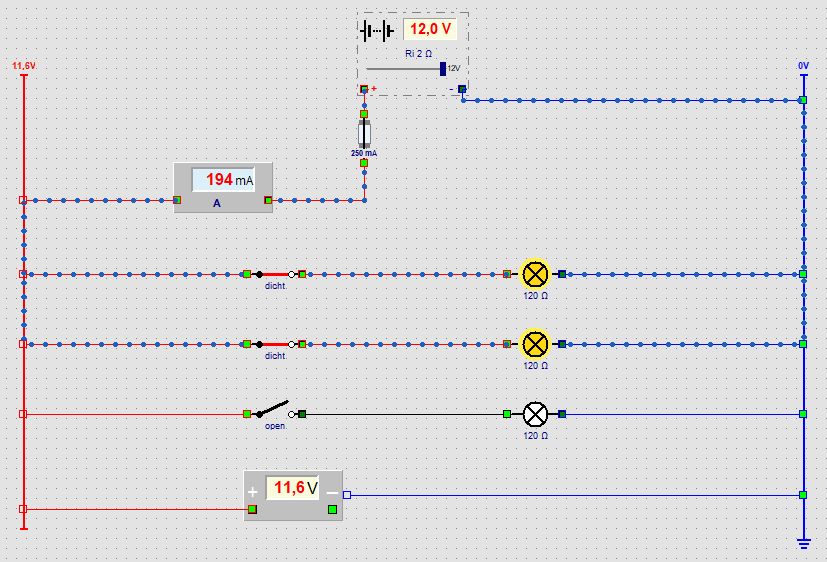 12,0 V
Ri 2 Ω
12V
11,6V
0V
+ -
250 mA
194 mA
A
dicht
120 Ω
dicht
120 Ω
open
120 Ω
+ 11,6 V −